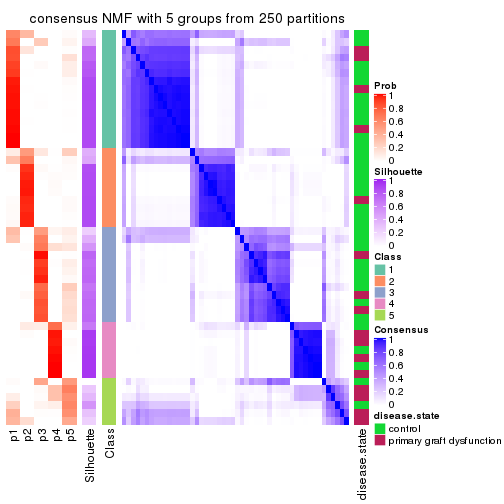 consensus NMF with 5 groups from 250 partitions
Prob
1
0.8
0.6
0.4
0.2
0
Silhouette
1
0.8
0.6
0.4
0.2
0
Class
1
2
3
4
5
Consensus
1
0.8
0.6
0.4
0.2
0
disease.state
control
primary graft dysfunction
p1
p2
p3
p4
p5
Silhouette
Class
disease.state